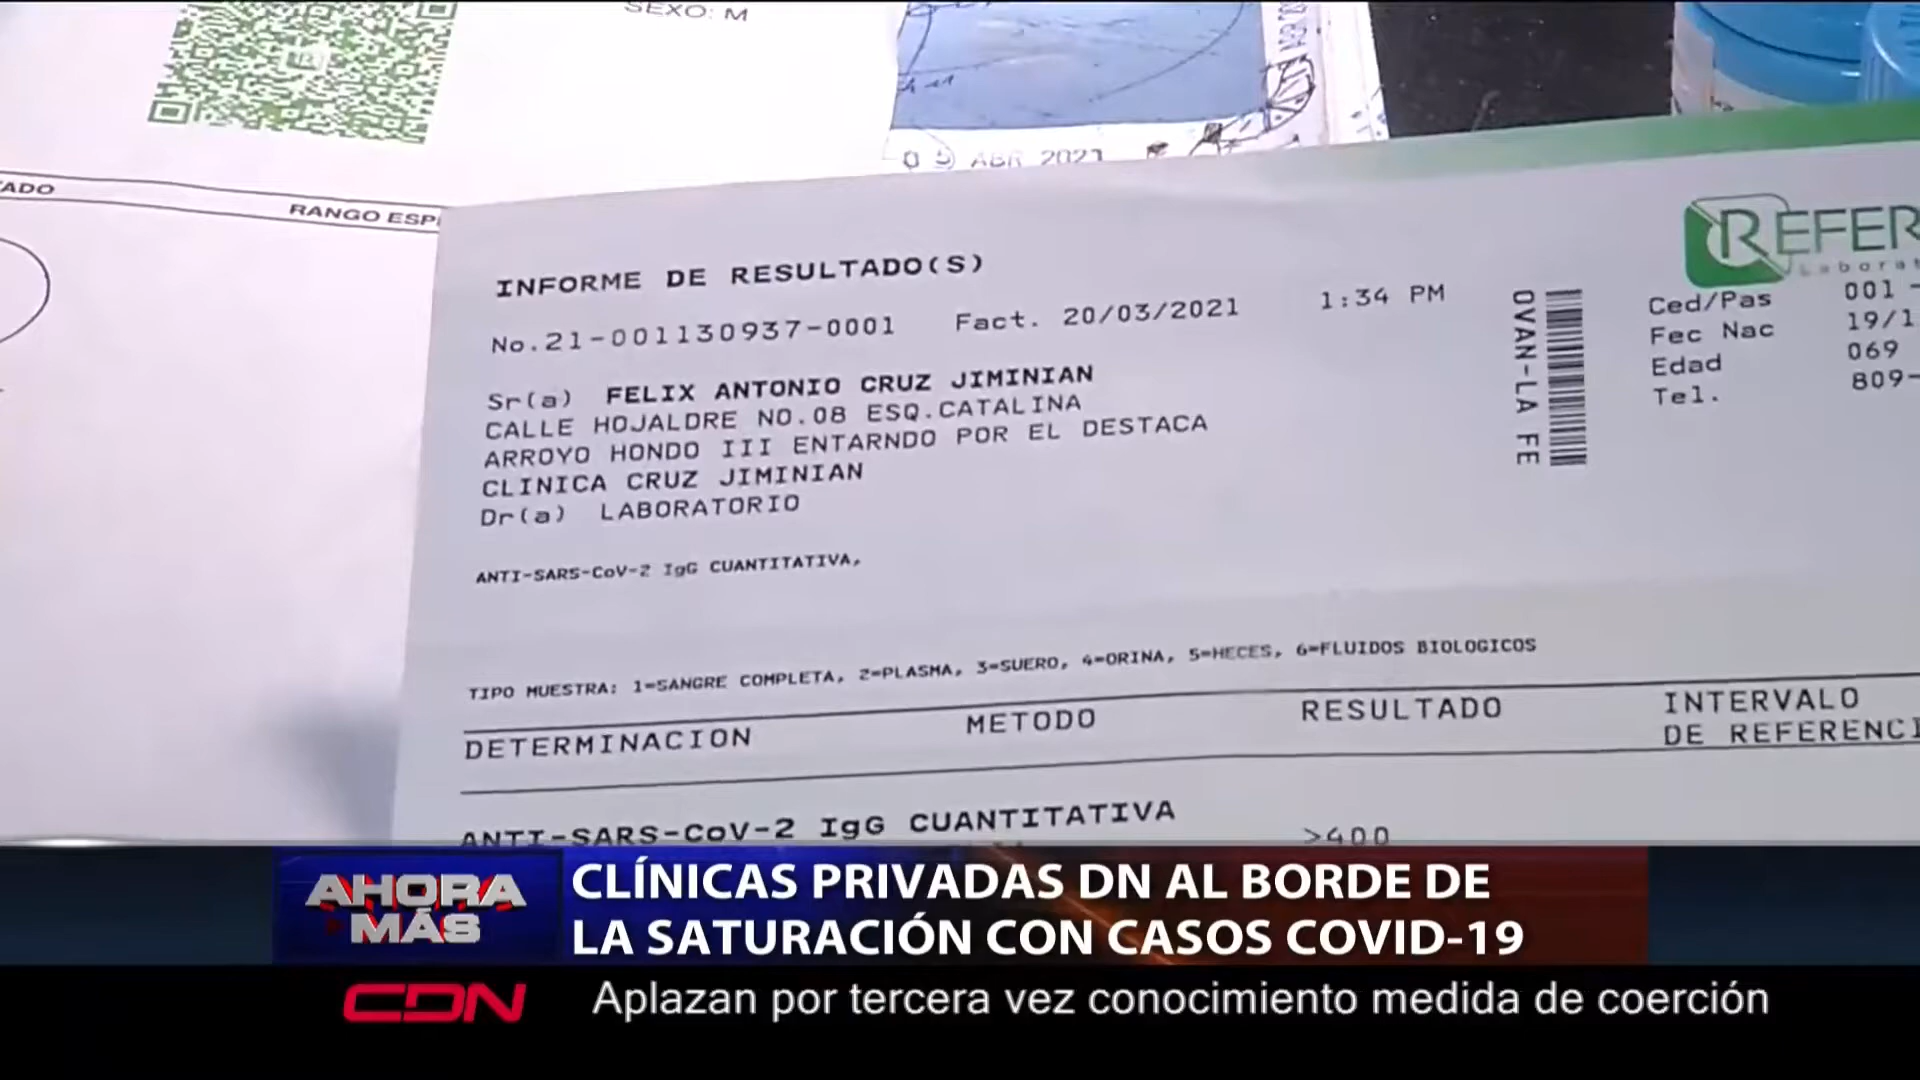 SEXO: M
05 ABR 2021
RANGO
INFORME DE RESULTADO(S)
No.21-001130937-0001 Fact. 20/03/2021 1:34 PM
Sr(a) FELIX ANTONIO CRUZ JIMINIAN
CALLE HOJALDRE NO.08 ESQ.CATALINA
ARROYO HONDO III ENTARNDO POR EL DESTACA
CLINICA CRUZ JIMINIAN
Dr(a) LABORATORIO
OVAN-LA FE
Ced/Pas 001 -
Fec Nac 19/1
Edad 069
Tel. 809-
ANTI-SARS-CoV-2 IgG CUANTITATIVA,
TIPO MUESTRA: 1=SANGRE COMPLETA, 2=PLASMA, 3=SUERO, 4=ORINA, 5=HECES, 6=FLUIDOS BIOLOGICOS
DETERMINACION METODO RESULTADO INTERVALO
DE REFERENCI
ANTI-SARS-CoV-2 IgG CUANTITATIVA >400
AHORA
MÁS
CLÍNICAS PRIVADAS DN AL BORDE DE
LA SATURACIÓN CON CASOS COVID-19
CDN
Aplazan por tercera vez conocimiento medida de coerción